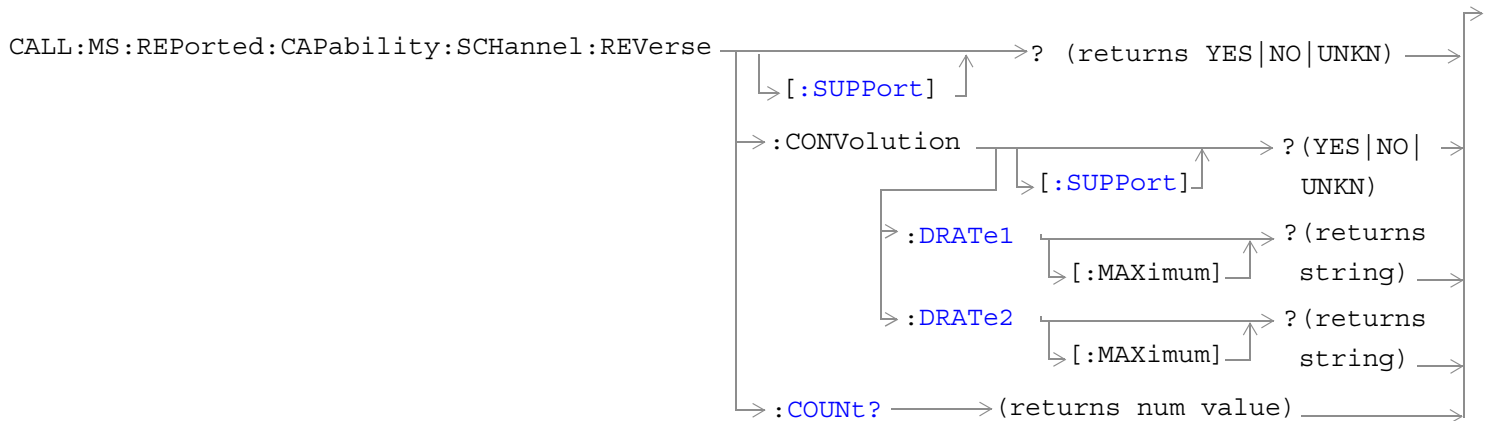 CALL:MS:REPorted:CAPability:SCHannel:REVerse ? (returns YES|NO|UNKN)
[:SUPPort]
:CONVolution ?(YES|NO|
[:SUPPort] UNKN)
:DRATe1 ?(returns
[:MAXimum] string)
:DRATe2 ?(returns
[:MAXimum] string)
:COUNt? (returns num value)